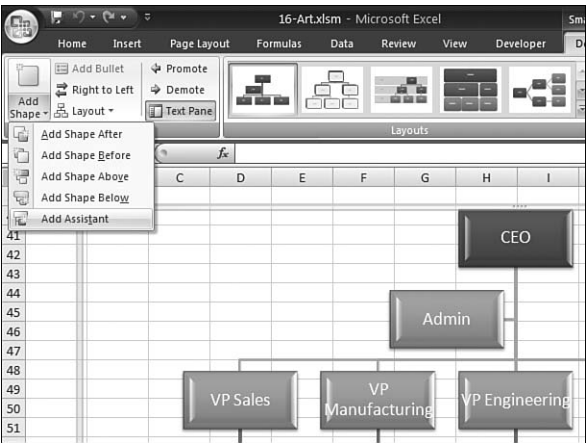 16-Art.xlsm - Microsoft Excel
Home Insert Page Layout Formulas Data Review View Developer
Add Shape
Add Bullet
Right to Left
Layout
Promote
Demote
Text Pane
Layouts
Add Shape After
Add Shape Before
Add Shape Above
Add Shape Below
Add Assistant
fx
C D E F G H I
41
42
43
44
45
46
47
48
49
50
51
CEO
Admin
VP Sales
VP
Manufacturing
VP Engineering